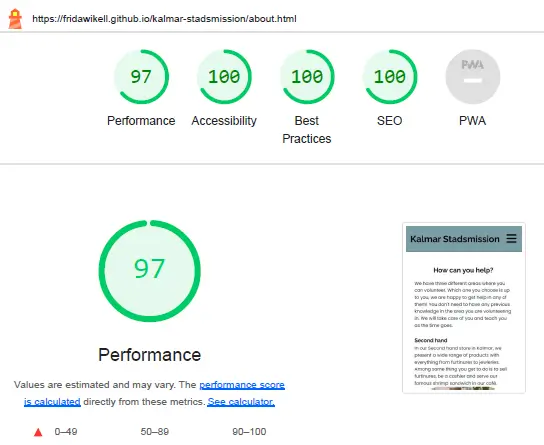 https://fridawikell.github.io/kalmar-stadsmission/about.html
97
100
100
100
PWA
Performance
Accessibility
Best
Practices
SEO
PWA
97
Performance
Values are estimated and may vary. The performance score
is calculated directly from these metrics. See calculator.
0–49
50–89
90–100
Kalmar Stadsmission
How can you help?
We have three different areas where you
can volunteer. Which one you choose is up
to you, we are happy to get help in any of
them! You don't need to have any previous
knowledge in the area you are volunteering
in. We will take care of you and teach you
as the time goes.
Second hand
In our Second hand store in Kalmar, we
present a wide range of products with
everything from furtinures to jewleries.
Among some thing you get to do is to sell
furtinures, be a cashier and serve our
famous shrimp sandwich in our café.